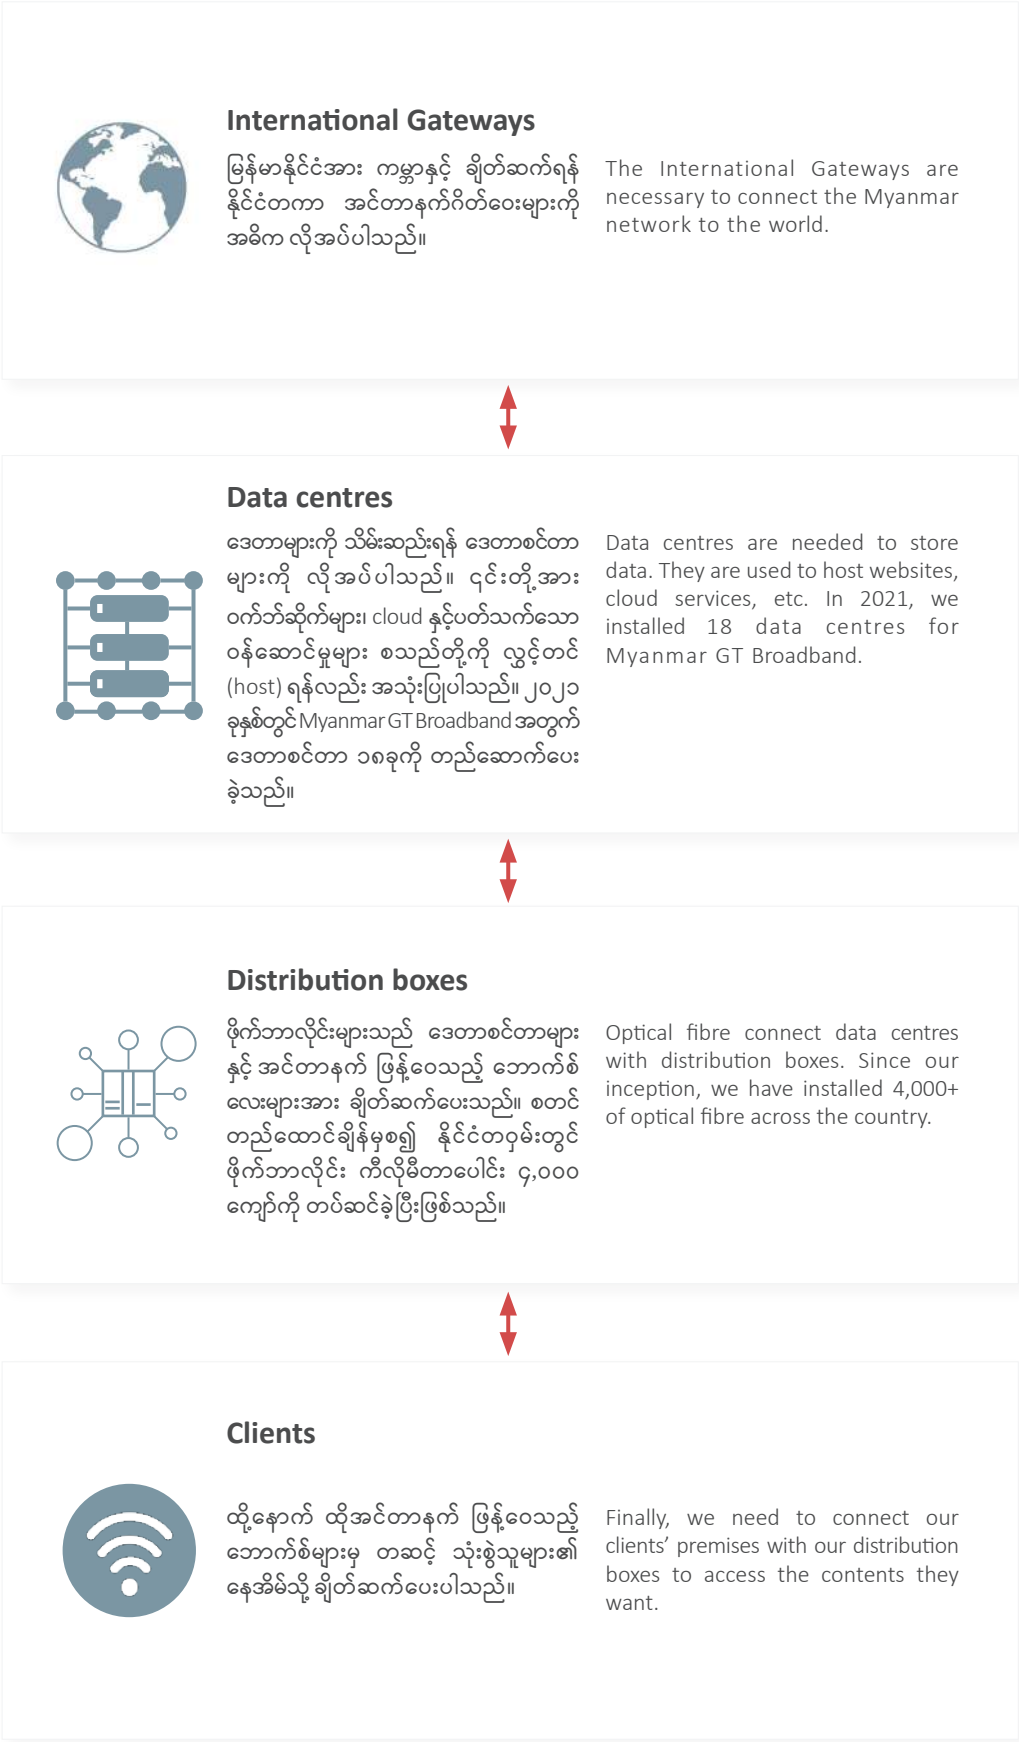 International Gateways
မြန်မာနိုင်ငံအား ကမ္ဘာနှင့် ချိတ်ဆက်ရန်
နိုင်ငံတကာ အင်တာနက်ဂိတ်ဝေးများကို
အဓိက လိုအပ်ပါသည်။
The International Gateways are
necessary to connect the Myanmar
network to the world.
Data centres
ဒေတာများကို သိမ်းဆည်းရန် ဒေတာစင်တာ
များကို လိုအပ်ပါသည်။ ၎င်းတို့အား
ဝက်ဘ်ဆိုက်များ၊ cloud နှင့်ပတ်သက်သော
ဝန်ဆောင်မှုများ စသည်တို့ကို လွှင့်တင်
(host) ရန်လည်း အသုံးပြုပါသည်။ ၂၀၂၁
ခုနှစ်တွင် Myanmar GT Broadband အတွက်
ဒေတာစင်တာ ၁၈ခုကို တည်ဆောက်ပေး
ခဲ့သည်။
Data centres are needed to store
data. They are used to host websites,
cloud services, etc. In 2021, we
installed 18 data centres for
Myanmar GT Broadband.
Distribution boxes
ဖိုက်ဘာလိုင်းများသည် ဒေတာစင်တာများ
နှင့် အင်တာနက် ဖြန့်ဝေသည့် ဘောက်စ်
လေးများအား ချိတ်ဆက်ပေးသည်။ စတင်
တည်ထောင်ချိန်မှစ၍ နိုင်ငံတဝှမ်းတွင်
ဖိုက်ဘာလိုင်း ကီလိုမီတာပေါင်း ၄,၀၀၀
ကျော်ကို တပ်ဆင်ခဲ့ပြီးဖြစ်သည်။
Optical fibre connect data centres
with distribution boxes. Since our
inception, we have installed 4,000+
of optical fibre across the country.
Clients
ထို့နောက် ထိုအင်တာနက် ဖြန့်ဝေသည့်
ဘောက်စ်များမှ တဆင့် သုံးစွဲသူများ၏
နေအိမ်သို့ ချိတ်ဆက်ပေးပါသည်။
Finally, we need to connect our
clients’ premises with our distribution
boxes to access the contents they
want.